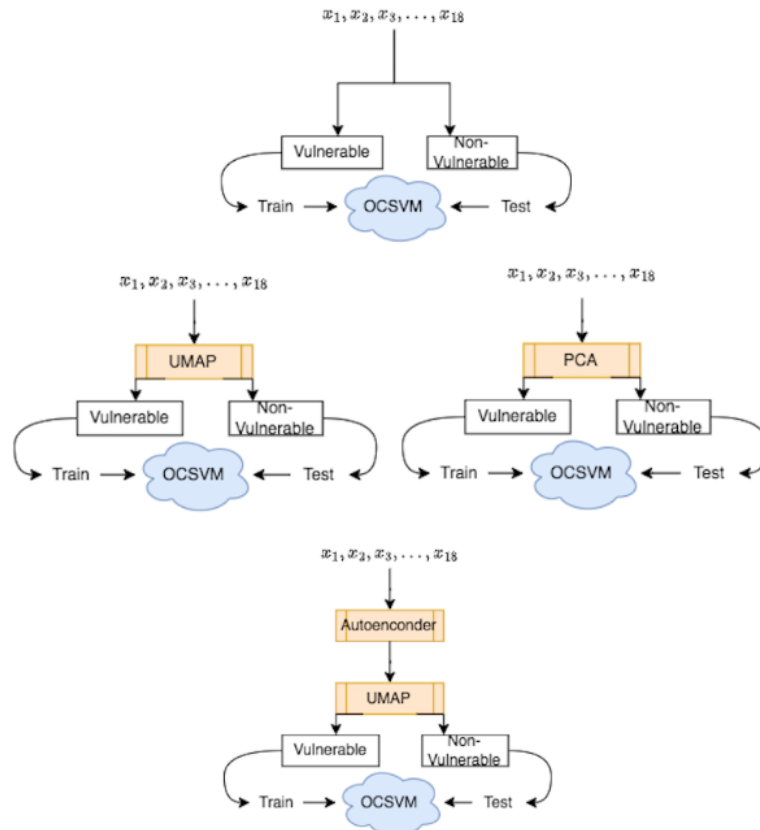 x₁, x₂, x₃, . . . , x₁₈
Vulnerable
Non-
Vulnerable
Train
OCSVM
Test
x₁, x₂, x₃, . . . , x₁₈
UMAP
Vulnerable
Non-
Vulnerable
Train
OCSVM
Test
x₁, x₂, x₃, . . . , x₁₈
PCA
Vulnerable
Non-
Vulnerable
Train
OCSVM
Test
x₁, x₂, x₃, . . . , x₁₈
Autoenconder
UMAP
Vulnerable
Non-
Vulnerable
Train
OCSVM
Test